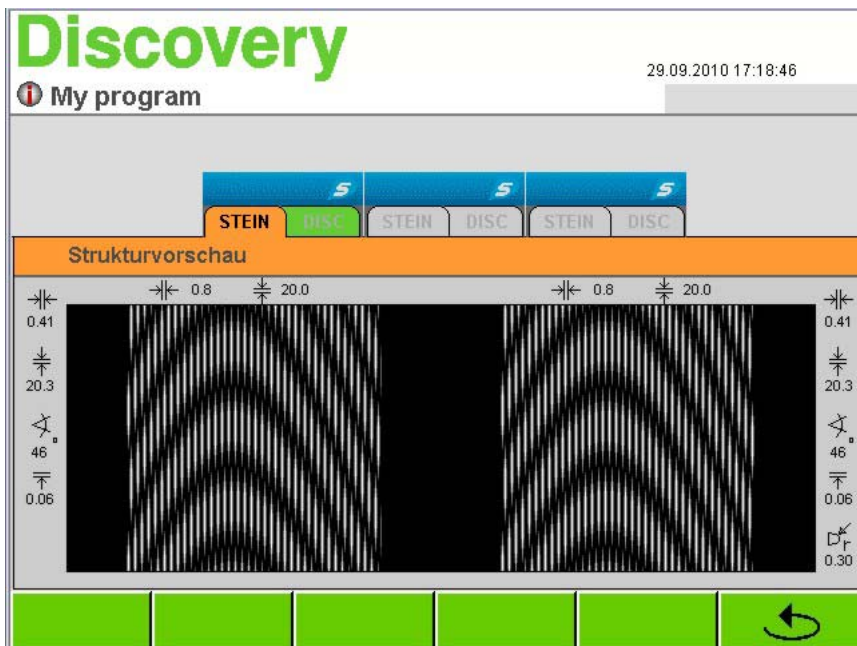 Discovery
29.09.2010 17:18:46
My program
STEIN DISC STEIN DISC STEIN DISC
Strukturvorschau
0.8 20.0 0.8 20.0
0.41 0.41
20.3 20.3
46° 46°
0.06 0.06
r
0.30